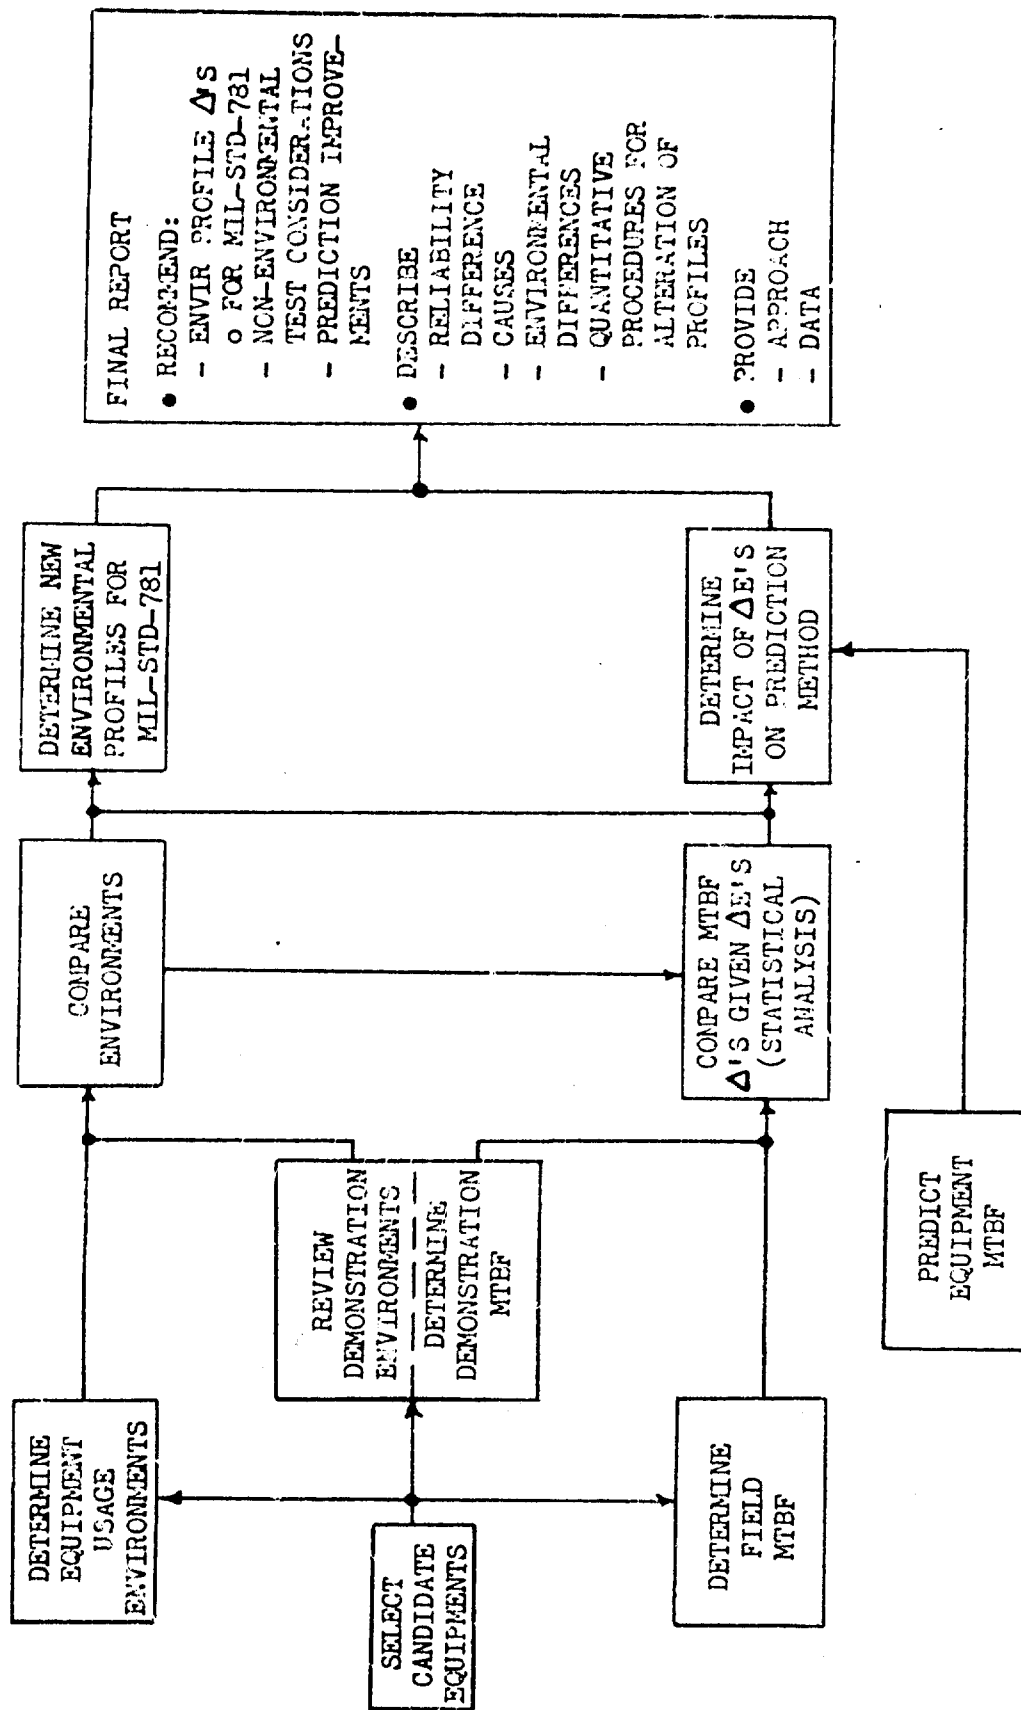 SELECT
CANDIDATE
EQUIPMENTS
DETERMINE
EQUIPMENT
USAGE
ENVIRONMENTS
REVIEW
DEMONSTRATION
ENVIRONMENTS
DETERMINE
DEMONSTRATION
MTBF
DETERMINE
FIELD
MTBF
COMPARE
ENVIRONMENTS
COMPARE MTBF
Δ'S GIVEN ΔE'S
(STATISTICAL
ANALYSIS)
PREDICT
EQUIPMENT
MTBF
DETERMINE NEW
ENVIRONMENTAL
PROFILES FOR
MIL-STD-781
DETERMINE
IMPACT OF ΔE'S
ON PREDICTION
METHOD
FINAL REPORT
● RECOMMEND:
- ENVIR PROFILE Δ'S
o FOR MIL-STD-781
- NON-ENVIRONMENTAL
TEST CONSIDERATIONS
- PREDICTION IMPROVE-
MENTS
● DESCRIBE
- RELIABILITY
DIFFERENCE
- CAUSES
- ENVIRONMENTAL
DIFFERENCES
- QUANTITATIVE
PROCEDURES FOR
ALTERATION OF
PROFILES
● PROVIDE
- APPROACH
- DATA